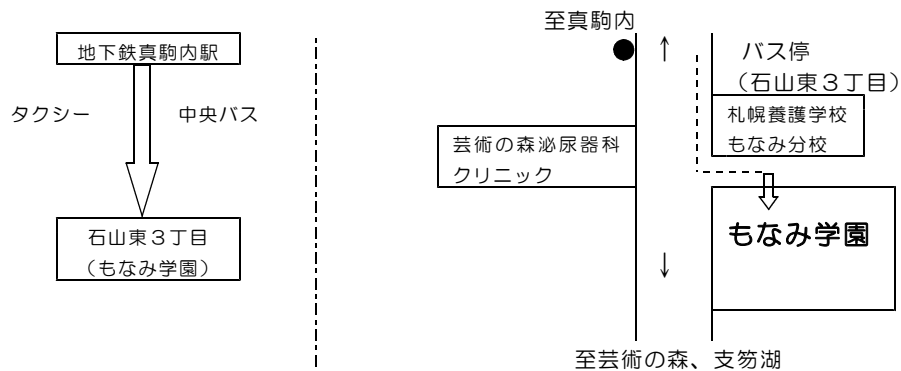 地下鉄真駒内駅
タクシー
中央バス
石山東３丁目
（もなみ学園）
至真駒内
↑
バス停
（石山東３丁目）
札幌養護学校
もなみ分校
芸術の森泌尿器科
クリニック
もなみ学園
↓
至芸術の森、支笏湖